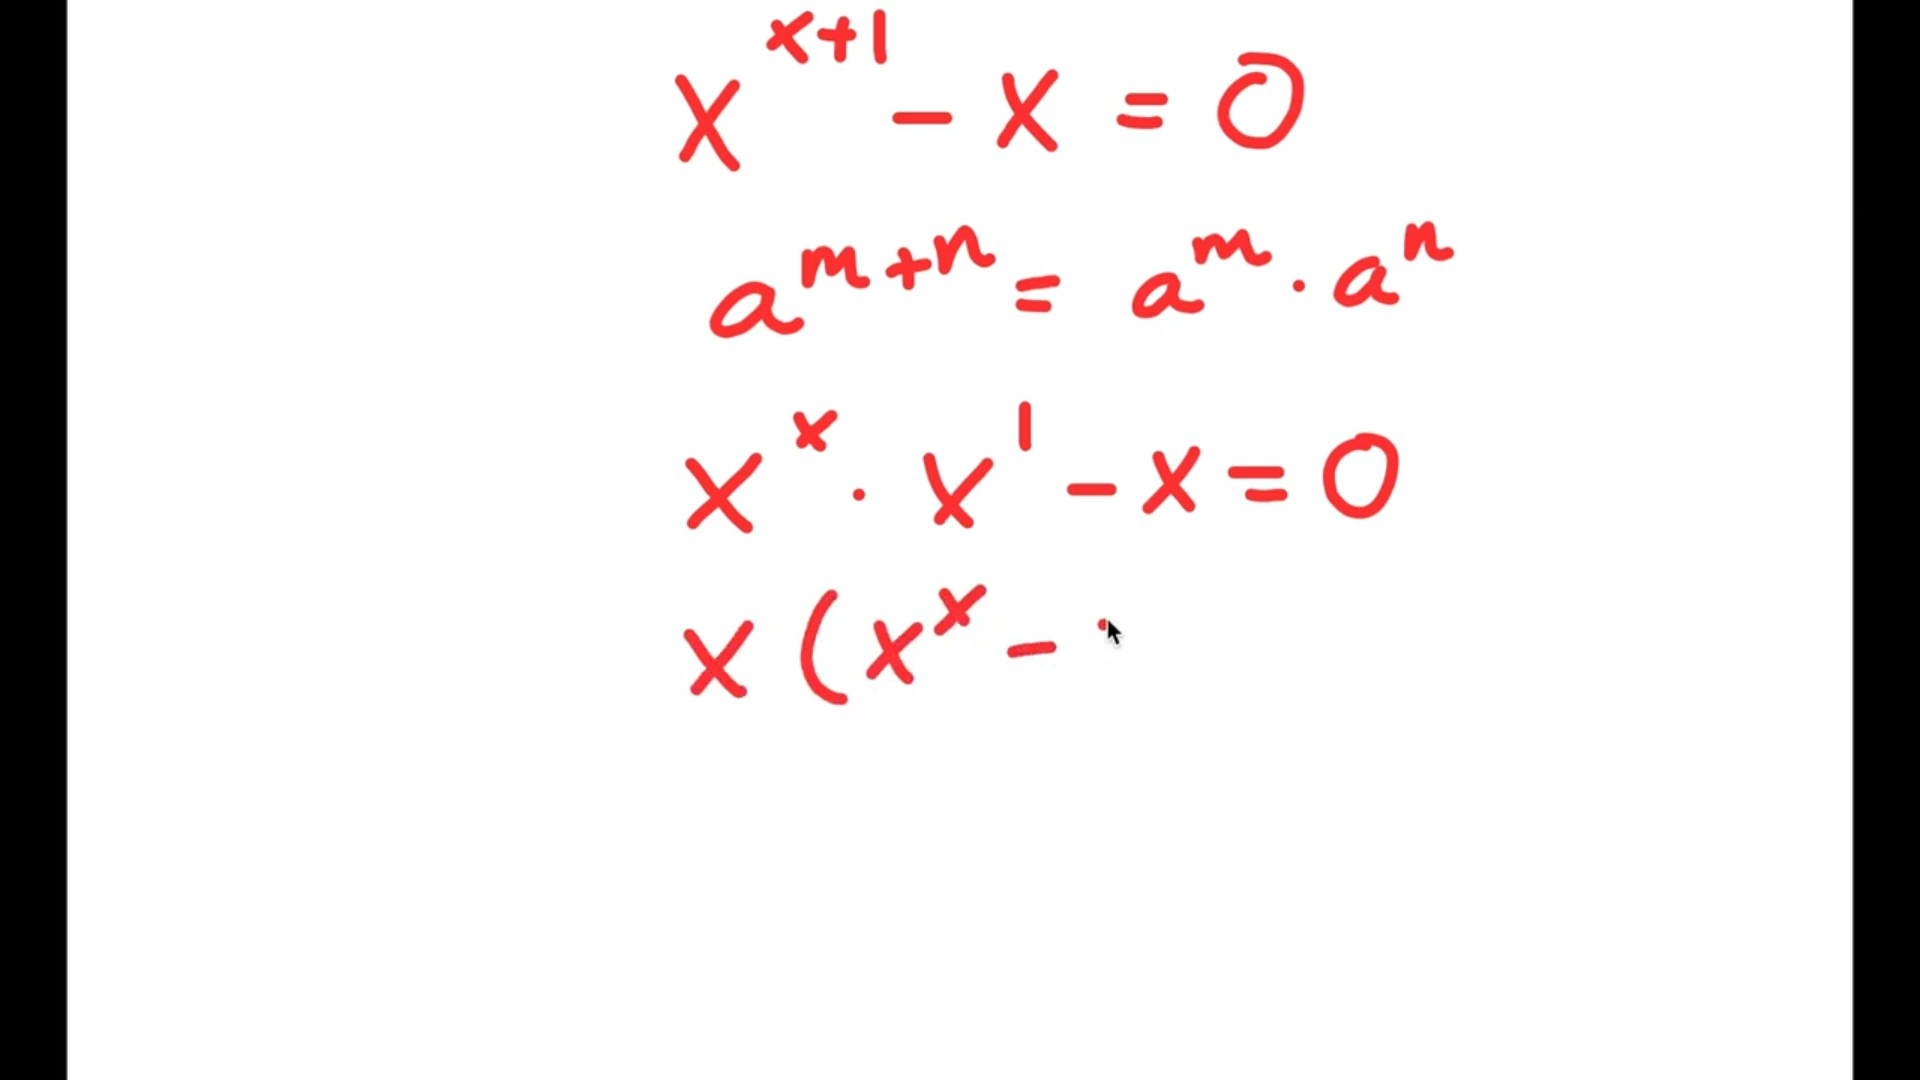 x^{x+1} - x = 0
a^{m+n} = a^m · a^n
x^x · x^1 - x = 0
x (x^x -